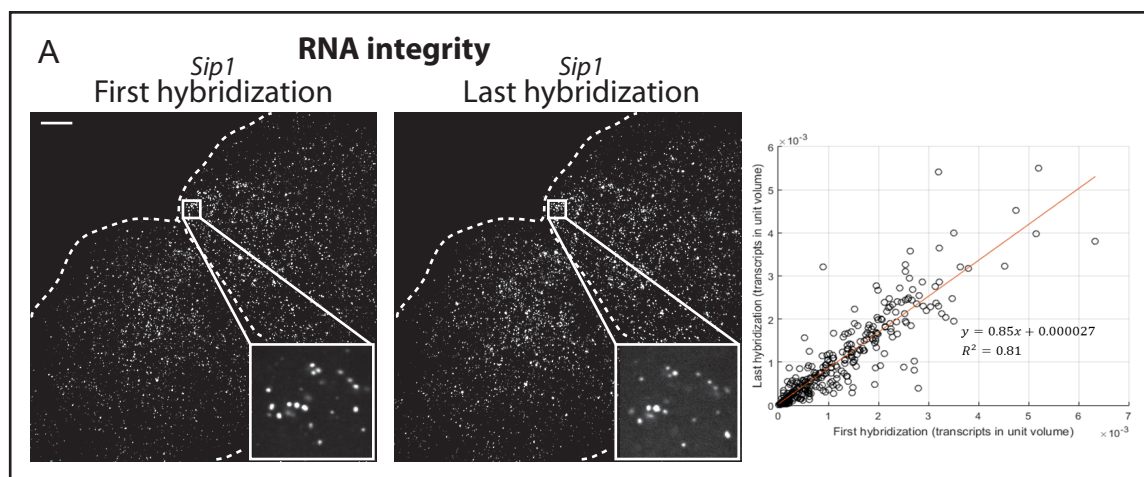 A
RNA integrity
Sip1
First hybridization
Sip1
Last hybridization
×10⁻³
6
5
4
3
2
1
0
Last hybridization (transcripts in unit volume)
y = 0.85x + 0.000027
R² = 0.81
0 1 2 3 4 5 6 7
First hybridization (transcripts in unit volume)
×10⁻³